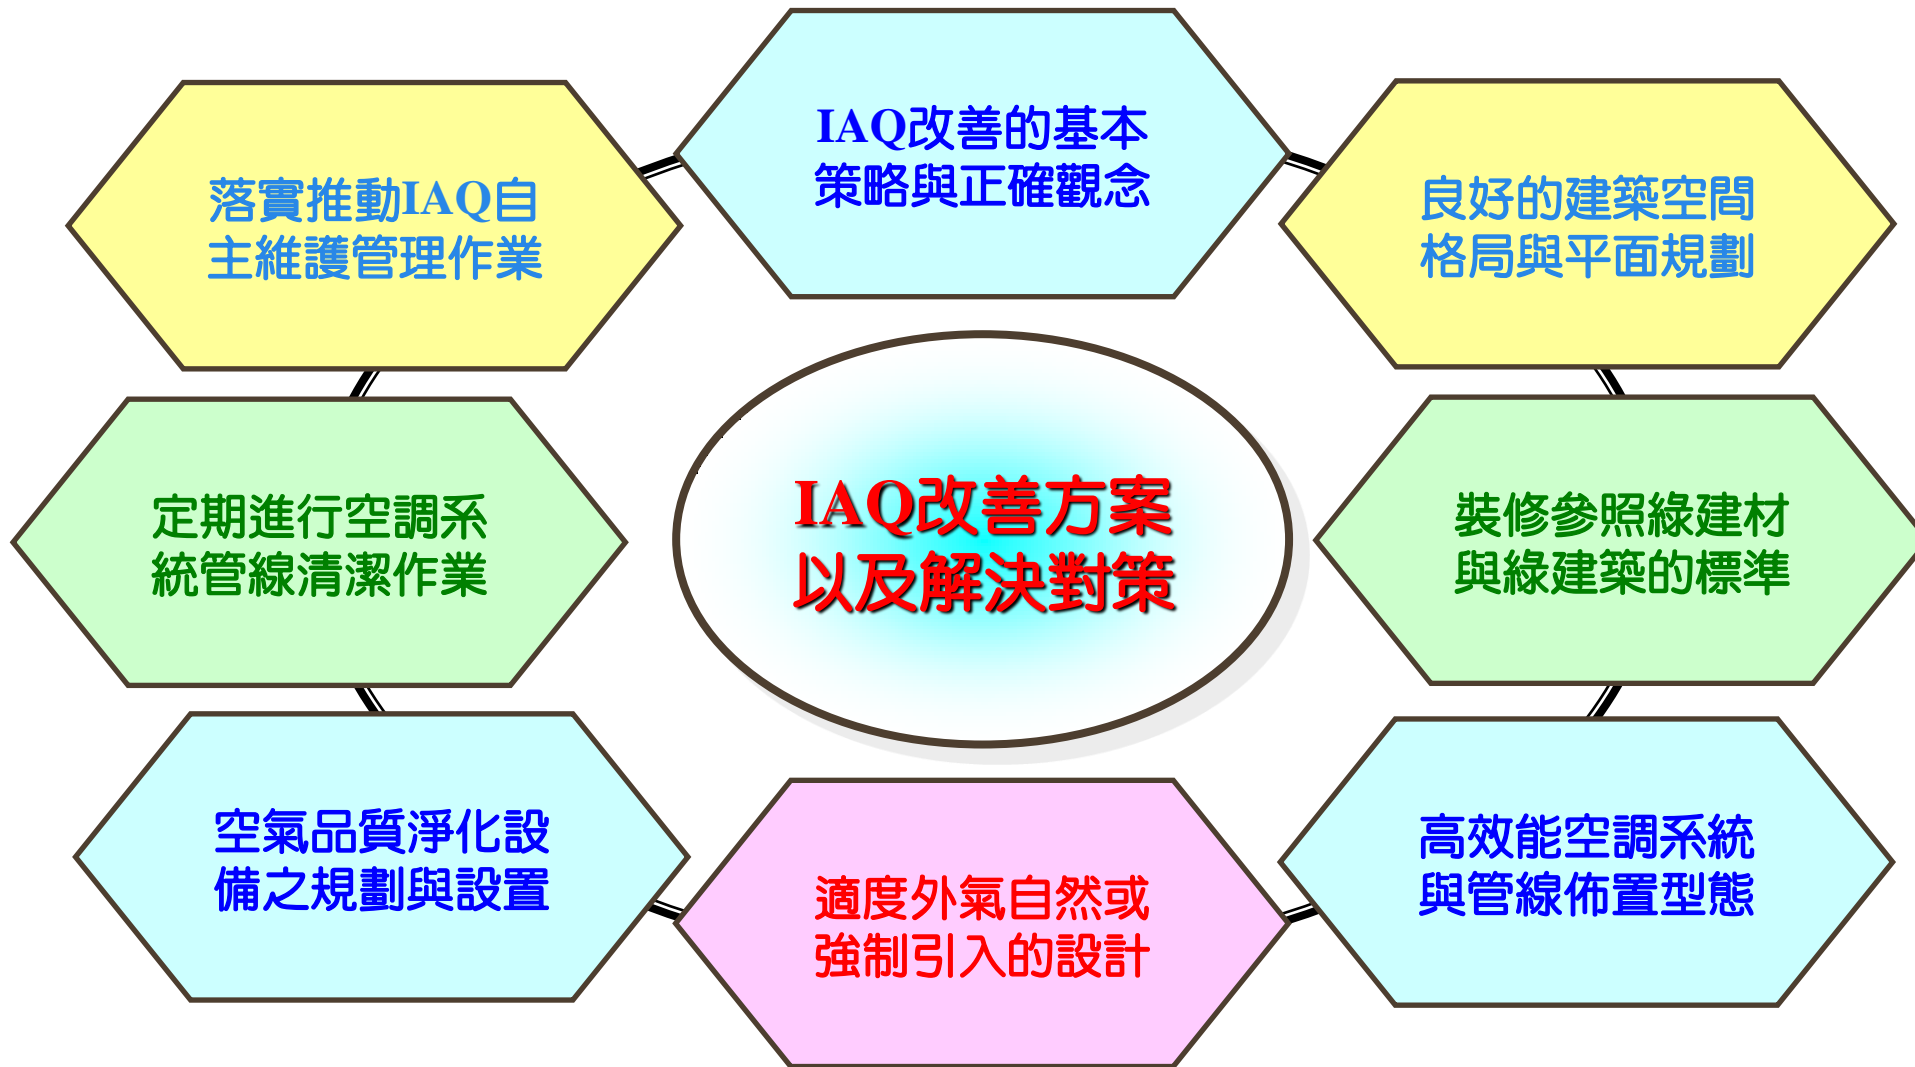 IAQ改善的基本
策略與正確觀念
落實推動IAQ自
主維護管理作業
良好的建築空間
格局與平面規劃
IAQ改善方案
以及解決對策
定期進行空調系
統管線清潔作業
裝修參照綠建材
與綠建築的標準
空氣品質淨化設
備之規劃與設置
高效能空調系統
與管線佈置型態
適度外氣自然或
強制引入的設計